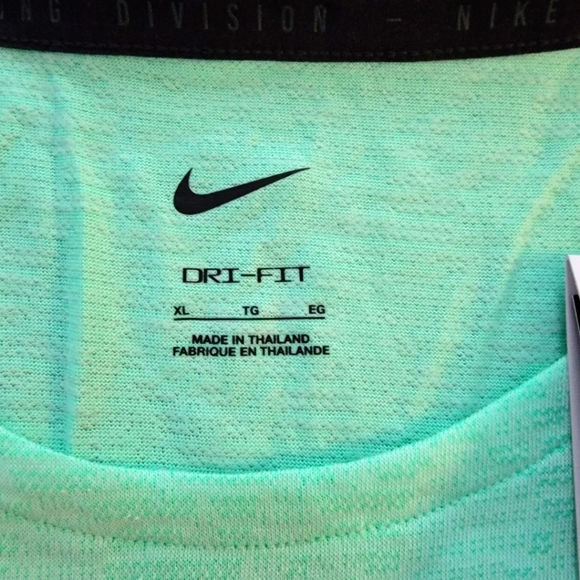 DIVISION – NIKE
DRI-FIT
XL TG EG
MADE IN THAILAND
FABRIQUE EN THAILANDE